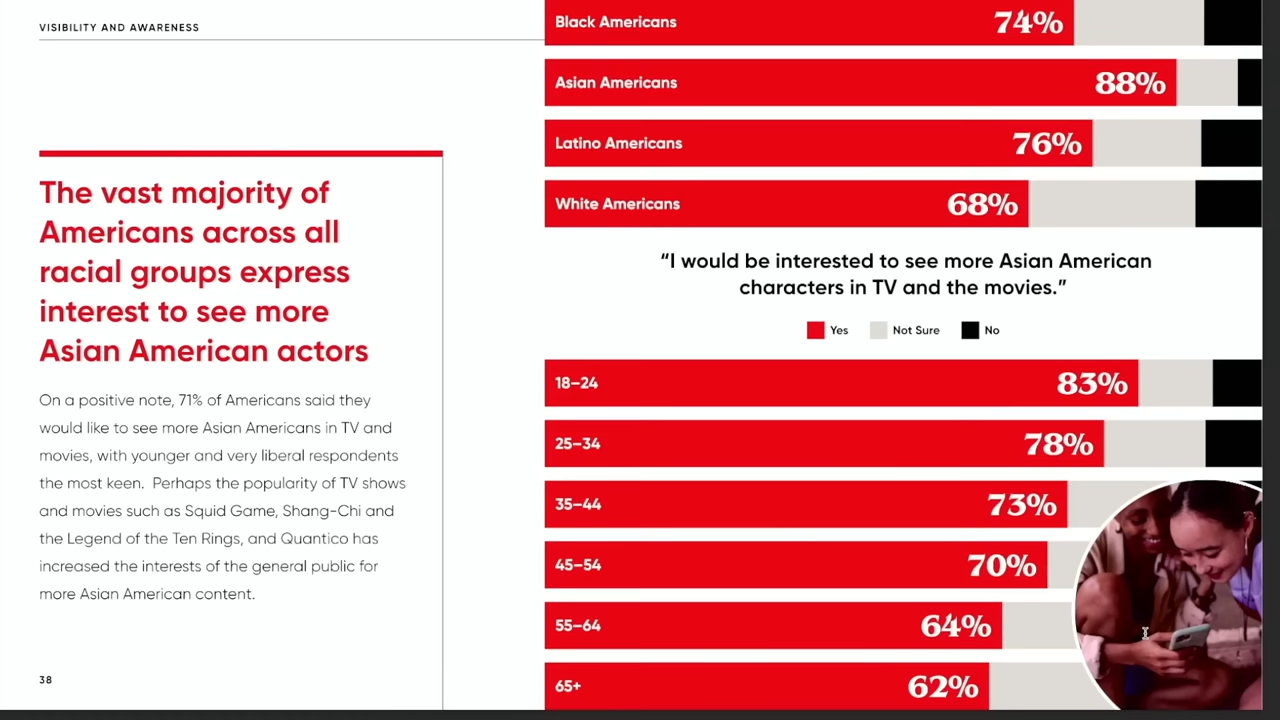 VISIBILITY AND AWARENESS
The vast majority of
Americans across all
racial groups express
interest to see more
Asian American actors
On a positive note, 71% of Americans said they
would like to see more Asian Americans in TV and
movies, with younger and very liberal respondents
the most keen.  Perhaps the popularity of TV shows
and movies such as Squid Game, Shang-Chi and
the Legend of the Ten Rings, and Quantico has
increased the interests of the general public for
more Asian American content.
38
Black Americans 74%
Asian Americans 88%
Latino Americans 76%
White Americans 68%
“I would be interested to see more Asian American
characters in TV and the movies.”
Yes Not Sure No
18–24 83%
25–34 78%
35–44 73%
45–54 70%
55–64 64%
65+ 62%